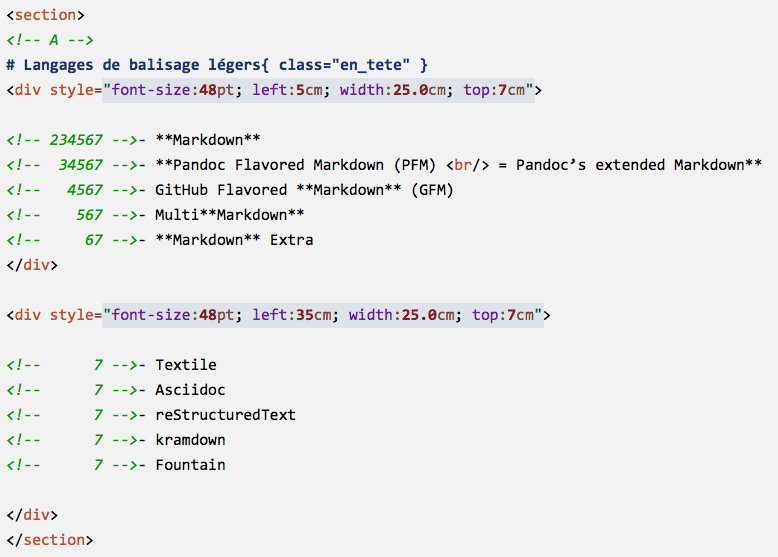 <section>
<!-- A -->
# Langages de balisage légers{ class="en_tete" }
<div style="font-size:48pt; left:5cm; width:25.0cm; top:7cm">
<!-- 234567 -->- **Markdown**
<!--  34567 -->- **Pandoc Flavored Markdown (PFM) <br/> = Pandoc’s extended Markdown**
<!--   4567 -->- GitHub Flavored **Markdown** (GFM)
<!--    567 -->- Multi**Markdown**
<!--     67 -->- **Markdown** Extra
</div>
<div style="font-size:48pt; left:35cm; width:25.0cm; top:7cm">
<!--      7 -->- Textile
<!--      7 -->- Asciidoc
<!--      7 -->- reStructuredText
<!--      7 -->- kramdown
<!--      7 -->- Fountain
</div>
</section>